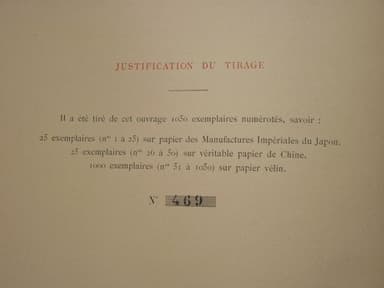 JUSTIFICATION DU TIRAGE
Il a été tiré de cet ouvrage 1050 exemplaires numérotés, savoir :
25 exemplaires (nᵒˢ 1 à 25) sur papier des Manufactures Impériales du Japon.
25 exemplaires (nᵒˢ 26 à 50) sur véritable papier de Chine.
1000 exemplaires (nᵒˢ 51 à 1050) sur papier vélin.
Nº 469